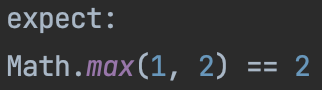 expect:
Math.max(1, 2) == 2